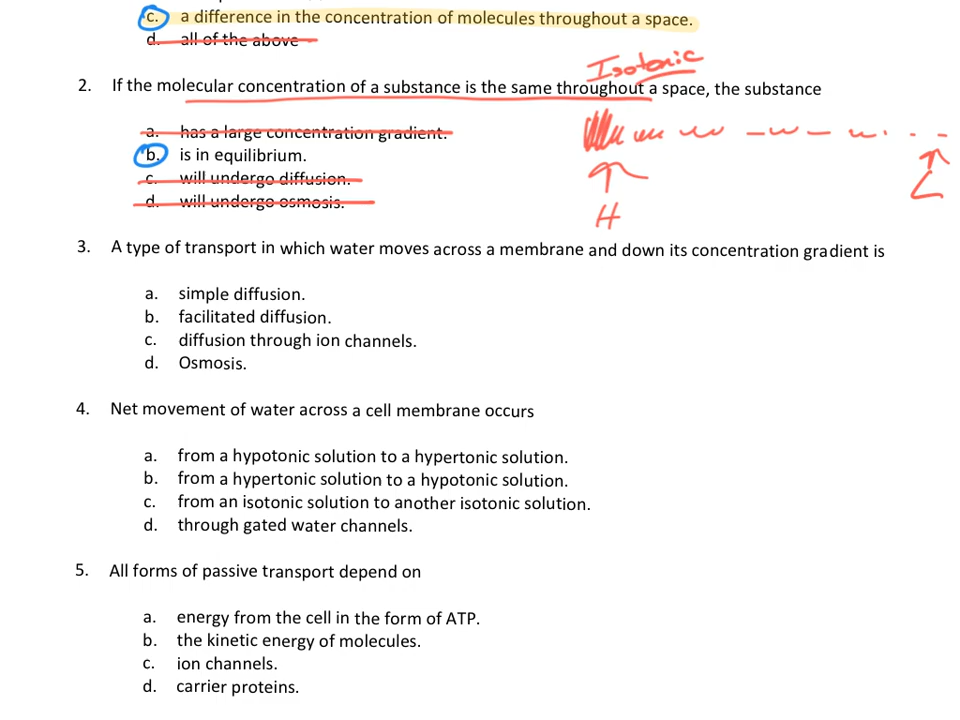 c. a difference in the concentration of molecules throughout a space.
d. all of the above
Isotonic
2. If the molecular concentration of a substance is the same throughout a space, the substance
a. has a large concentration gradient.
b. is in equilibrium.
c. will undergo diffusion.
d. will undergo osmosis.
H
L
3. A type of transport in which water moves across a membrane and down its concentration gradient is
a. simple diffusion.
b. facilitated diffusion.
c. diffusion through ion channels.
d. Osmosis.
4. Net movement of water across a cell membrane occurs
a. from a hypotonic solution to a hypertonic solution.
b. from a hypertonic solution to a hypotonic solution.
c. from an isotonic solution to another isotonic solution.
d. through gated water channels.
5. All forms of passive transport depend on
a. energy from the cell in the form of ATP.
b. the kinetic energy of molecules.
c. ion channels.
d. carrier proteins.